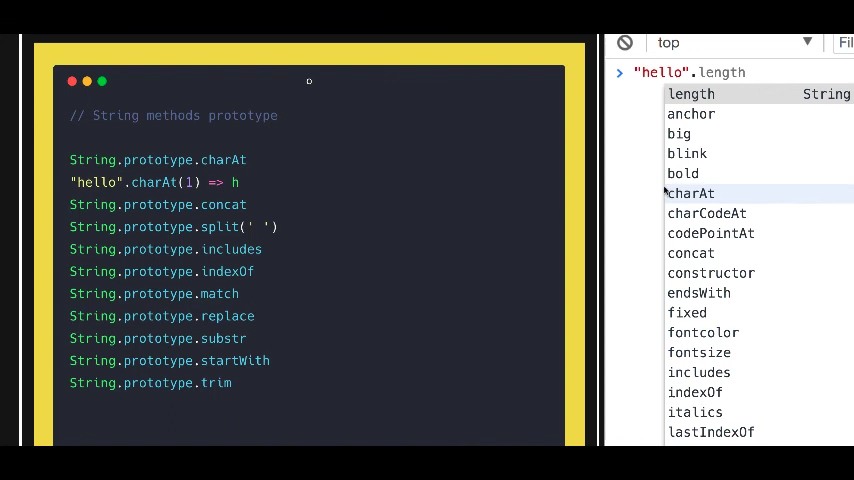 o
// String methods prototype
String.prototype.charAt
"hello".charAt(1) => h
String.prototype.concat
String.prototype.split(' ')
String.prototype.includes
String.prototype.indexOf
String.prototype.match
String.prototype.replace
String.prototype.substr
String.prototype.startWith
String.prototype.trim
top ▼ Fil
> "hello".length
length String
anchor
big
blink
bold
charAt
charCodeAt
codePointAt
concat
constructor
endsWith
fixed
fontcolor
fontsize
includes
indexOf
italics
lastIndexOf